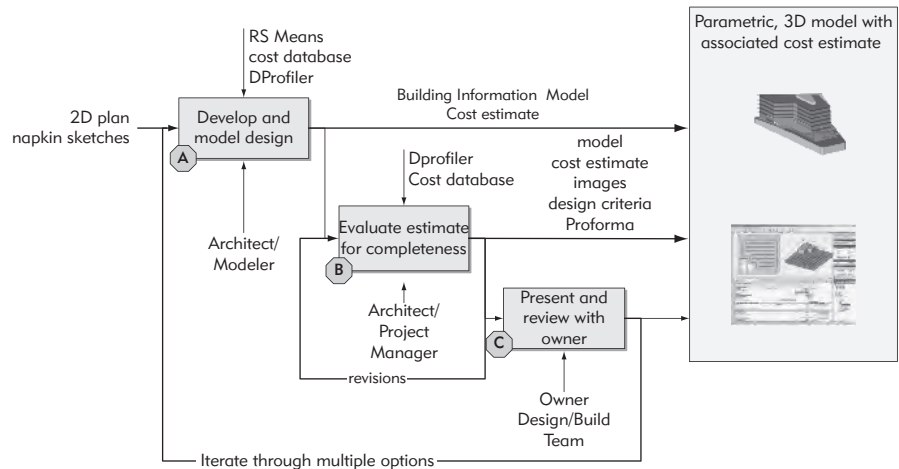 Parametric, 3D model with
associated cost estimate
RS Means
cost database
DProfiler
2D plan
napkin sketches
Develop and
model design
A
Building Information Model
Cost estimate
Architect/
Modeler
Dprofiler
Cost database
model
cost estimate
images
design criteria
Proforma
Evaluate estimate
for completeness
B
Architect/
Project
Manager
Present and
review with
owner
C
revisions
Owner
Design/Build
Team
Iterate through multiple options